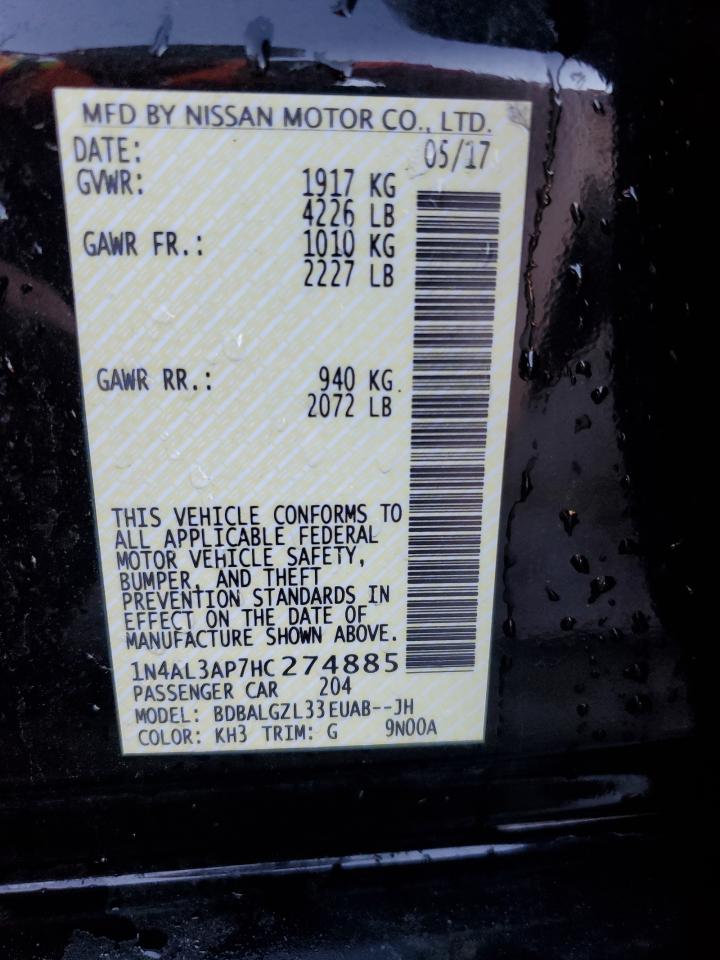 MFD BY NISSAN MOTOR CO., LTD.
DATE: 05/17
GVWR: 1917 KG
4226 LB
GAWR FR.: 1010 KG
2227 LB
GAWR RR.: 940 KG
2072 LB
THIS VEHICLE CONFORMS TO
ALL APPLICABLE FEDERAL
MOTOR VEHICLE SAFETY,
BUMPER, AND THEFT
PREVENTION STANDARDS IN
EFFECT ON THE DATE OF
MANUFACTURE SHOWN ABOVE.
1N4AL3AP7HC274885
PASSENGER CAR 204
MODEL: BDBALGZL33EUAB--JH
COLOR: KH3 TRIM: G 9N00A